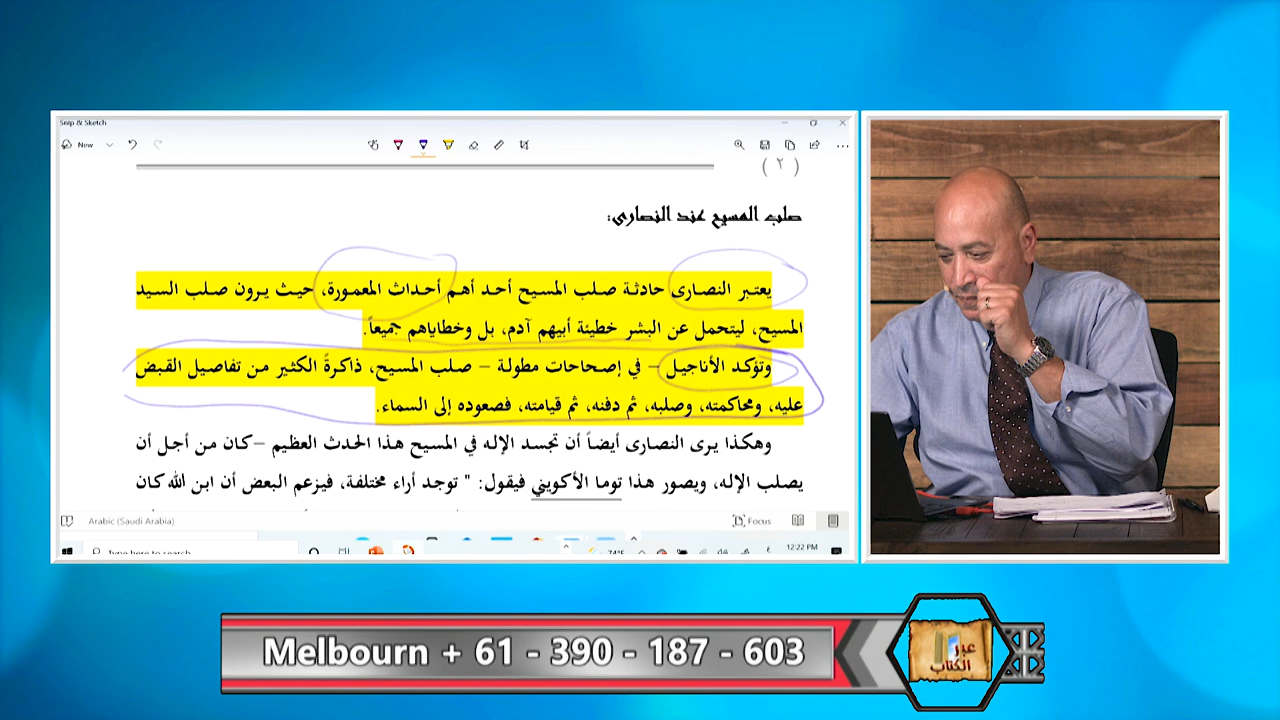 Snip & Sketch
New
( ٢ )
صلب المسيح عند النصارى:
يعتبر النصارى حادثة صلب المسيح أحد أهم أحداث المعمورة، حيث يرون صلب السيد
المسيح، ليتحمل عن البشر خطيئة أبيهم آدم، بل وخطاياهم جميعاً.
وتؤكد الأناجيل – في إصحاحات مطولة – صلب المسيح، ذاكرةً الكثير من تفاصيل القبض
عليه، ومحاكمته، وصلبه، ثم دفنه، ثم قيامته، فصعوده إلى السماء.
وهكذا يرى النصارى أيضاً أن تجسد الإله في المسيح هذا الحدث العظيم –كان من أجل أن
يصلب الإله، ويصور هذا توما الأكويني فيقول: " توجد أراء مختلفة، فيزعم البعض أن ابن الله كان
Arabic (Saudi Arabia)
Focus
Type here to search
74°F
12:22 PM
Melbourn + 61 - 390 - 187 - 603
عبر
الكتاب